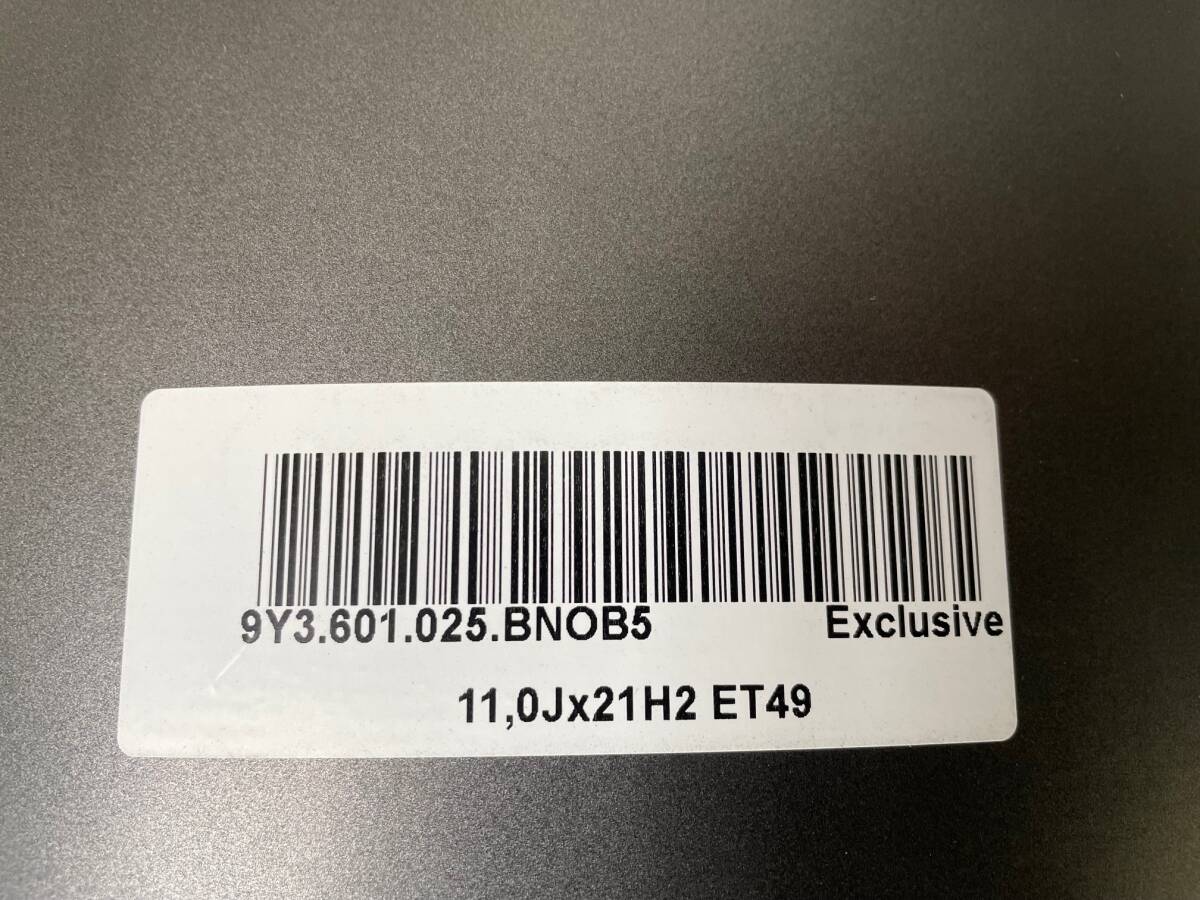 9Y3.601.025.BNOB5 Exclusive
11,0Jx21H2 ET49